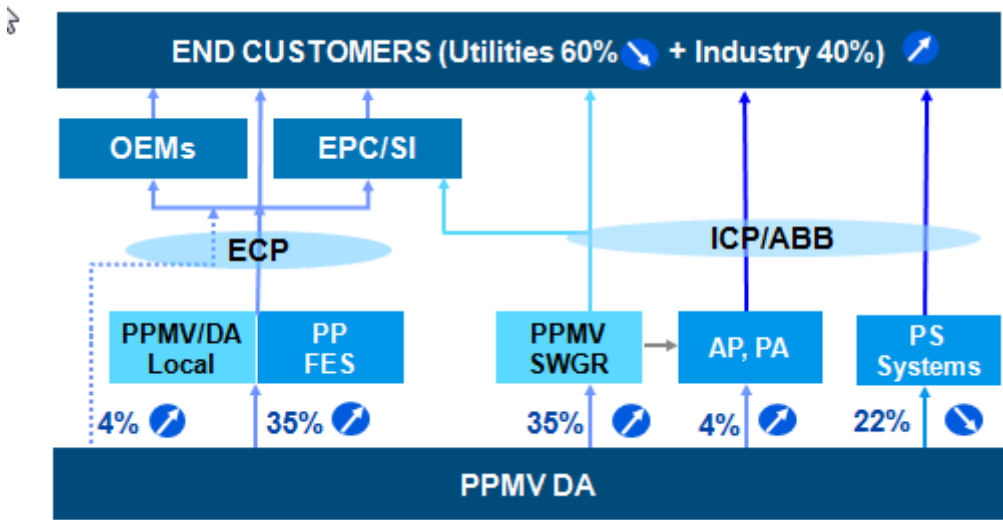 END CUSTOMERS (Utilities 60% + Industry 40%)
OEMs
EPC/SI
ECP
ICP/ABB
PPMV/DA
Local
PP
FES
PPMV
SWGR
AP, PA
PS
Systems
4%
35%
35%
4%
22%
PPMV DA